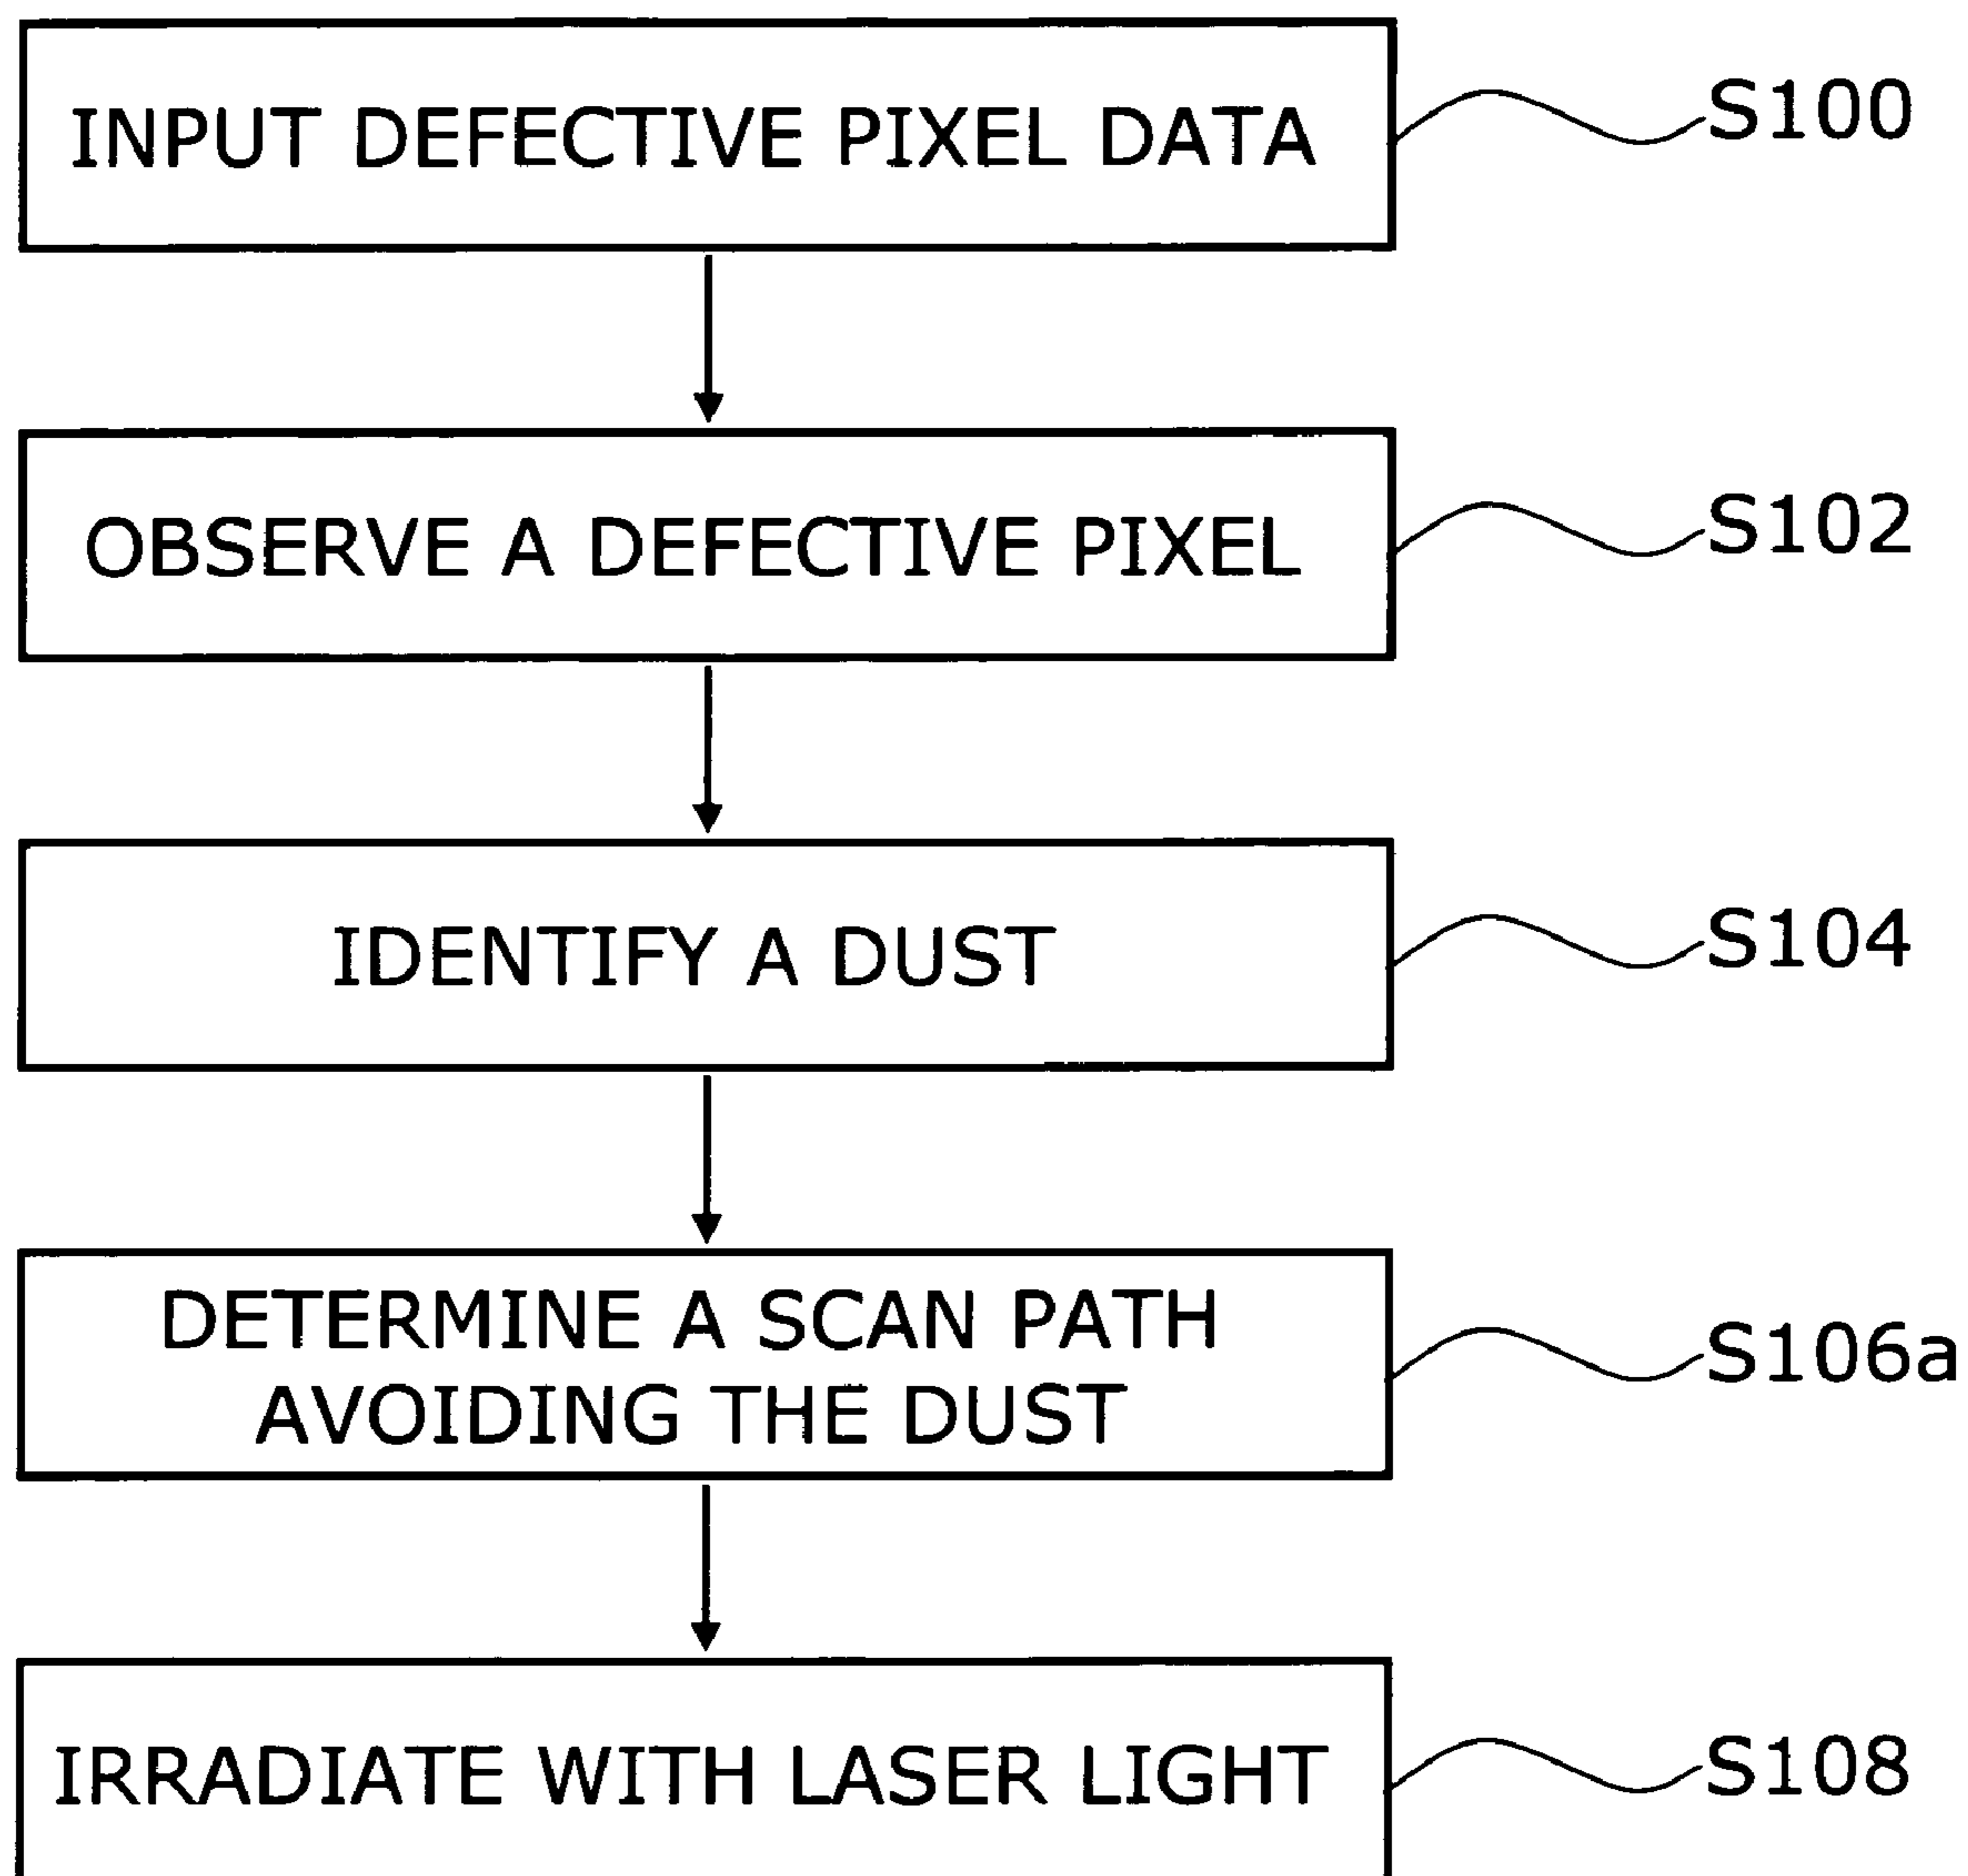 INPUT DEFECTIVE PIXEL DATA
S100
OBSERVE A DEFECTIVE PIXEL
S102
IDENTIFY A DUST
S104
DETERMINE A SCAN PATH
AVOIDING THE DUST
S106a
IRRADIATE WITH LASER LIGHT
S108